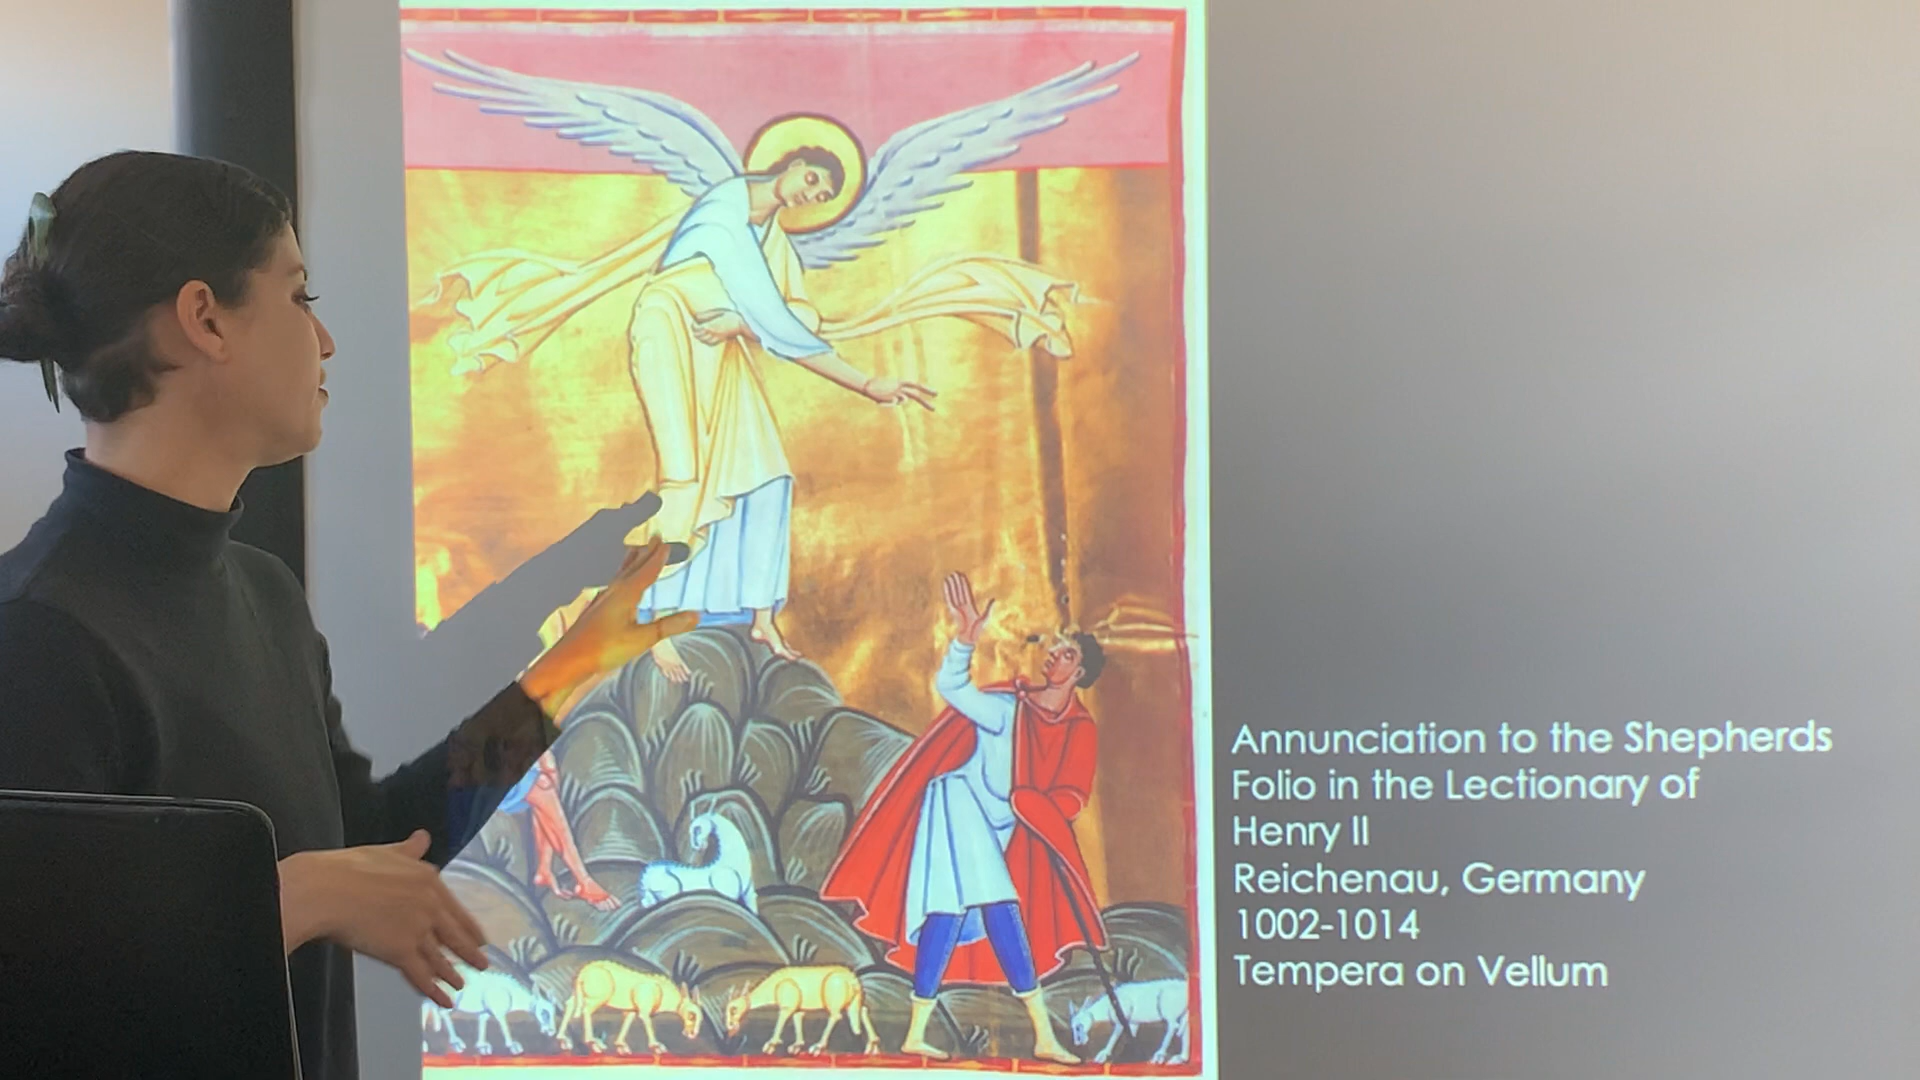 Annunciation to the Shepherds
Folio in the Lectionary of
Henry II
Reichenau, Germany
1002-1014
Tempera on Vellum